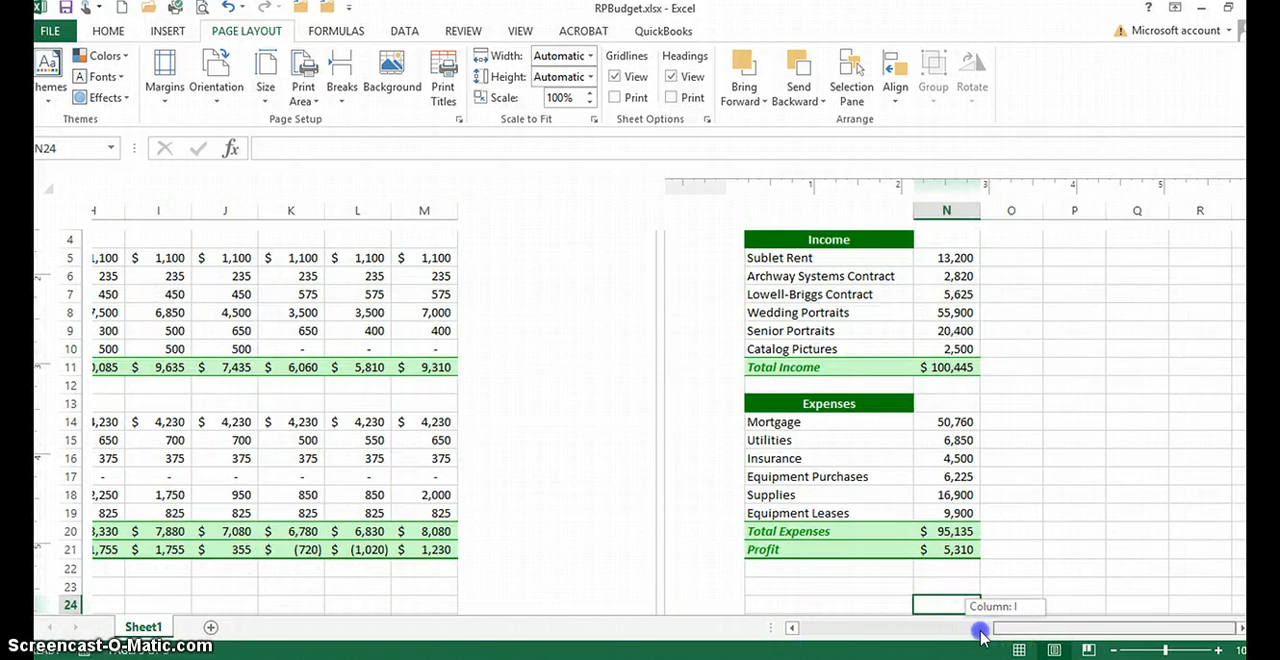 RPBudget.xlsx - Excel
FILE HOME INSERT PAGE LAYOUT FORMULAS DATA REVIEW VIEW ACROBAT QuickBooks Microsoft account
Colors Width: Automatic Gridlines Headings
Fonts Height: Automatic View View
Effects Scale: 100% Print Print
Margins Orientation Size Print Area Breaks Background Print Titles
Bring Forward Send Backward Selection Pane Align Group Rotate
Themes Page Setup Scale to Fit Sheet Options Arrange
N24 fx
1 2 3 4 5
H I J K L M N O P Q R
4 Income
5 1,100 $ 1,100 $ 1,100 $ 1,100 $ 1,100 $ 1,100 Sublet Rent 13,200
6 235 235 235 235 235 235 Archway Systems Contract 2,820
7 450 450 450 575 575 575 Lowell-Briggs Contract 5,625
8 7,500 6,850 4,500 3,500 3,500 7,000 Wedding Portraits 55,900
9 300 500 650 650 400 400 Senior Portraits 20,400
10 500 500 500 - - - Catalog Pictures 2,500
11 0,085 $ 9,635 $ 7,435 $ 6,060 $ 5,810 $ 9,310 Total Income $ 100,445
12
13 Expenses
14 4,230 $ 4,230 $ 4,230 $ 4,230 $ 4,230 $ 4,230 Mortgage 50,760
15 650 700 700 500 550 650 Utilities 6,850
16 375 375 375 375 375 375 Insurance 4,500
17 - - - - - - Equipment Purchases 6,225
18 2,250 1,750 950 850 850 2,000 Supplies 16,900
19 825 825 825 825 825 825 Equipment Leases 9,900
20 8,330 $ 7,880 $ 7,080 $ 6,780 $ 6,830 $ 8,080 Total Expenses $ 95,135
21 1,755 $ 1,755 $ 355 $ (720) $ (1,020) $ 1,230 Profit $ 5,310
22
23
24 Column: I
Sheet1
Screencast-O-Matic.com